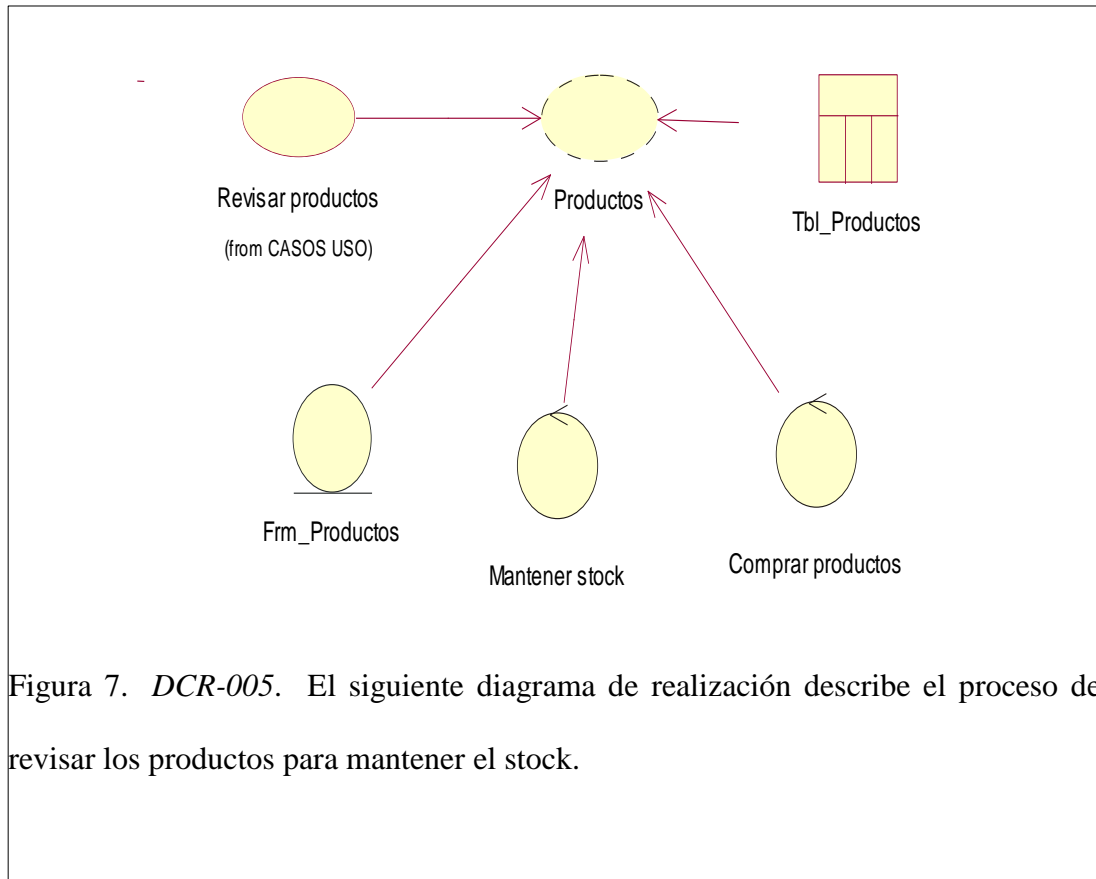 Revisar productos
(from CASOS USO)
Productos
Tbl_Productos
Frm_Productos
Mantener stock
Comprar productos
Figura 7. DCR-005. El siguiente diagrama de realización describe el proceso de
revisar los productos para mantener el stock.